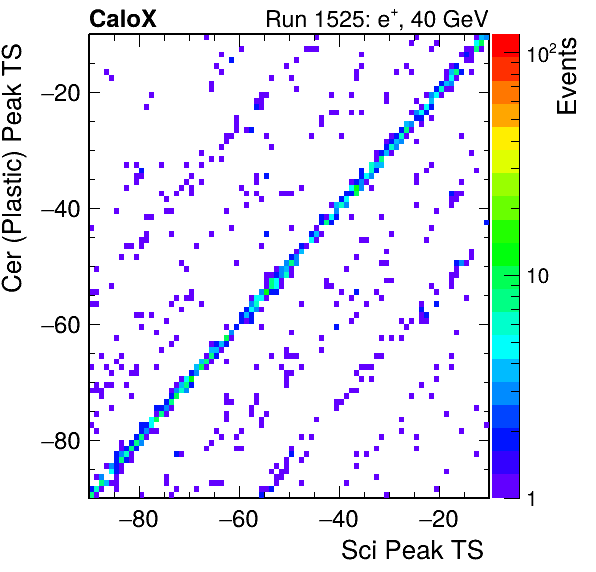 CaloX Run 1525: e⁺, 40 GeV
Cer (Plastic) Peak TS
−20
−40
−60
−80
−80 −60 −40 −20
Sci Peak TS
Events
10²
10
1